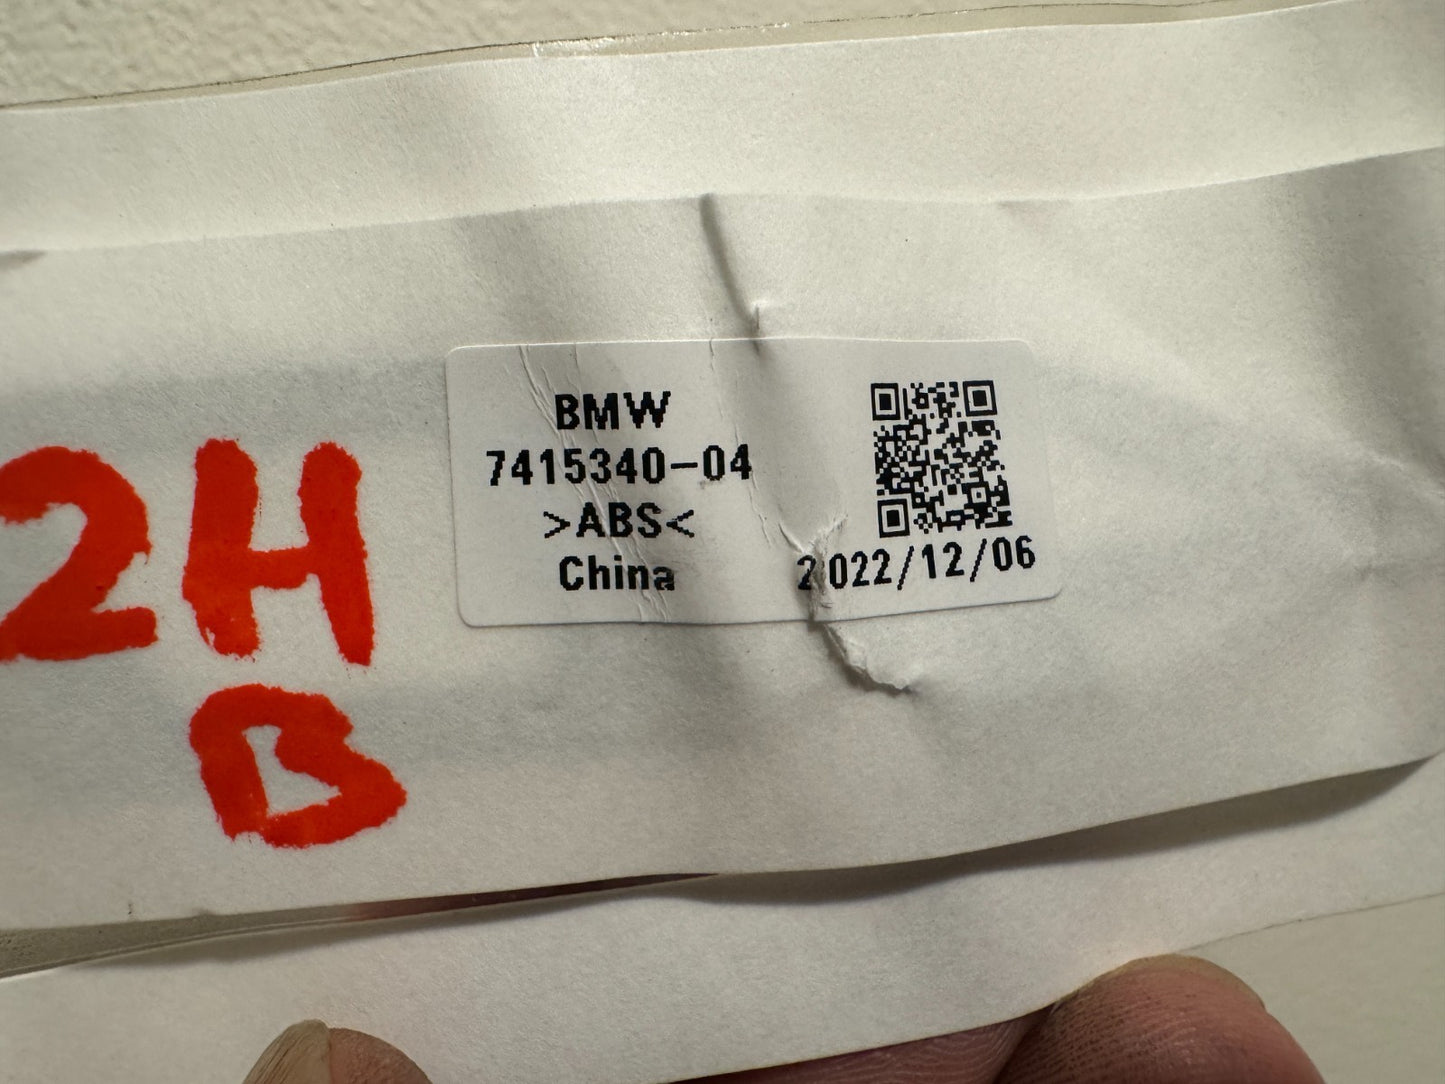 BMW
7415340-04
>ABS<
China
2022/12/06
2H
B